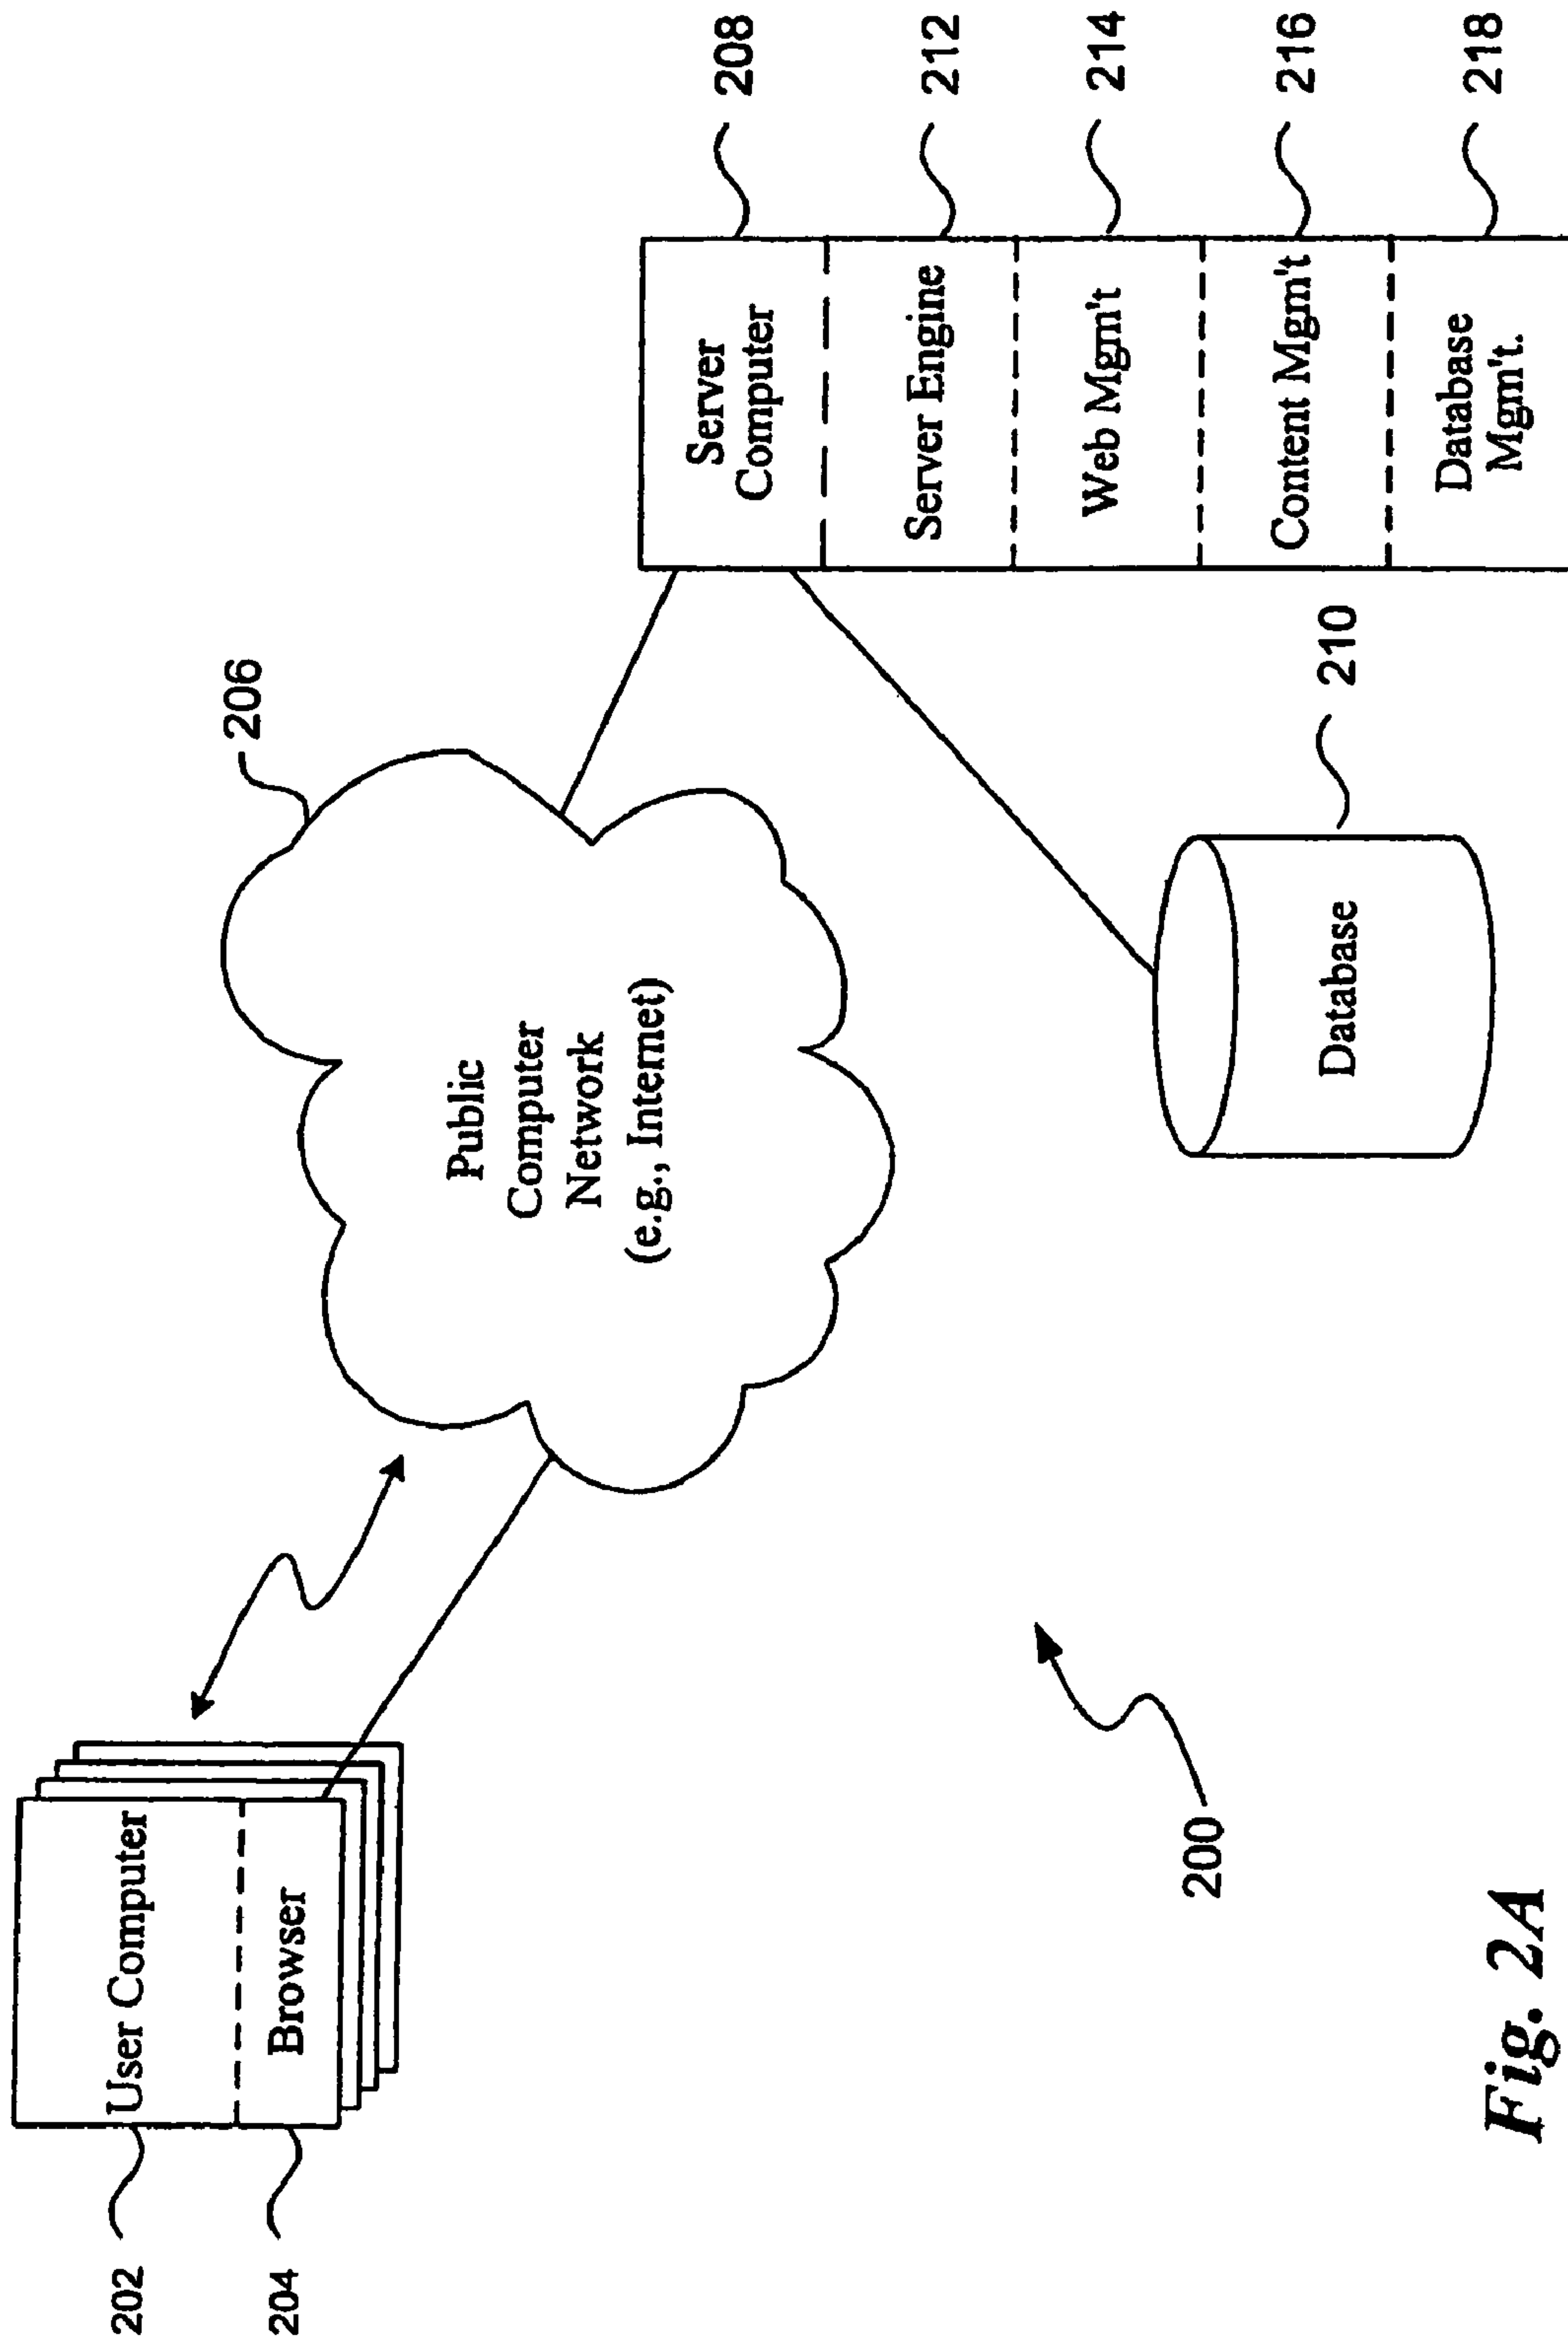 202
User Computer
204
Browser
206
Public
Computer
Network
(e.g., Internet)
Server
Computer
208
Server Engine
212
Web Mgm't
214
Content Mgm't
216
Database
Mgm't.
218
Database
210
200
Fig. 2A